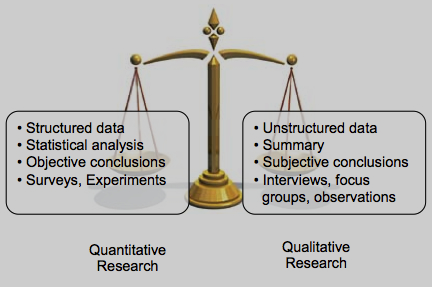 • Structured data
• Statistical analysis
• Objective conclusions
• Surveys, Experiments
• Unstructured data
• Summary
• Subjective conclusions
• Interviews, focus
groups, observations
Quantitative
Research
Qualitative
Research